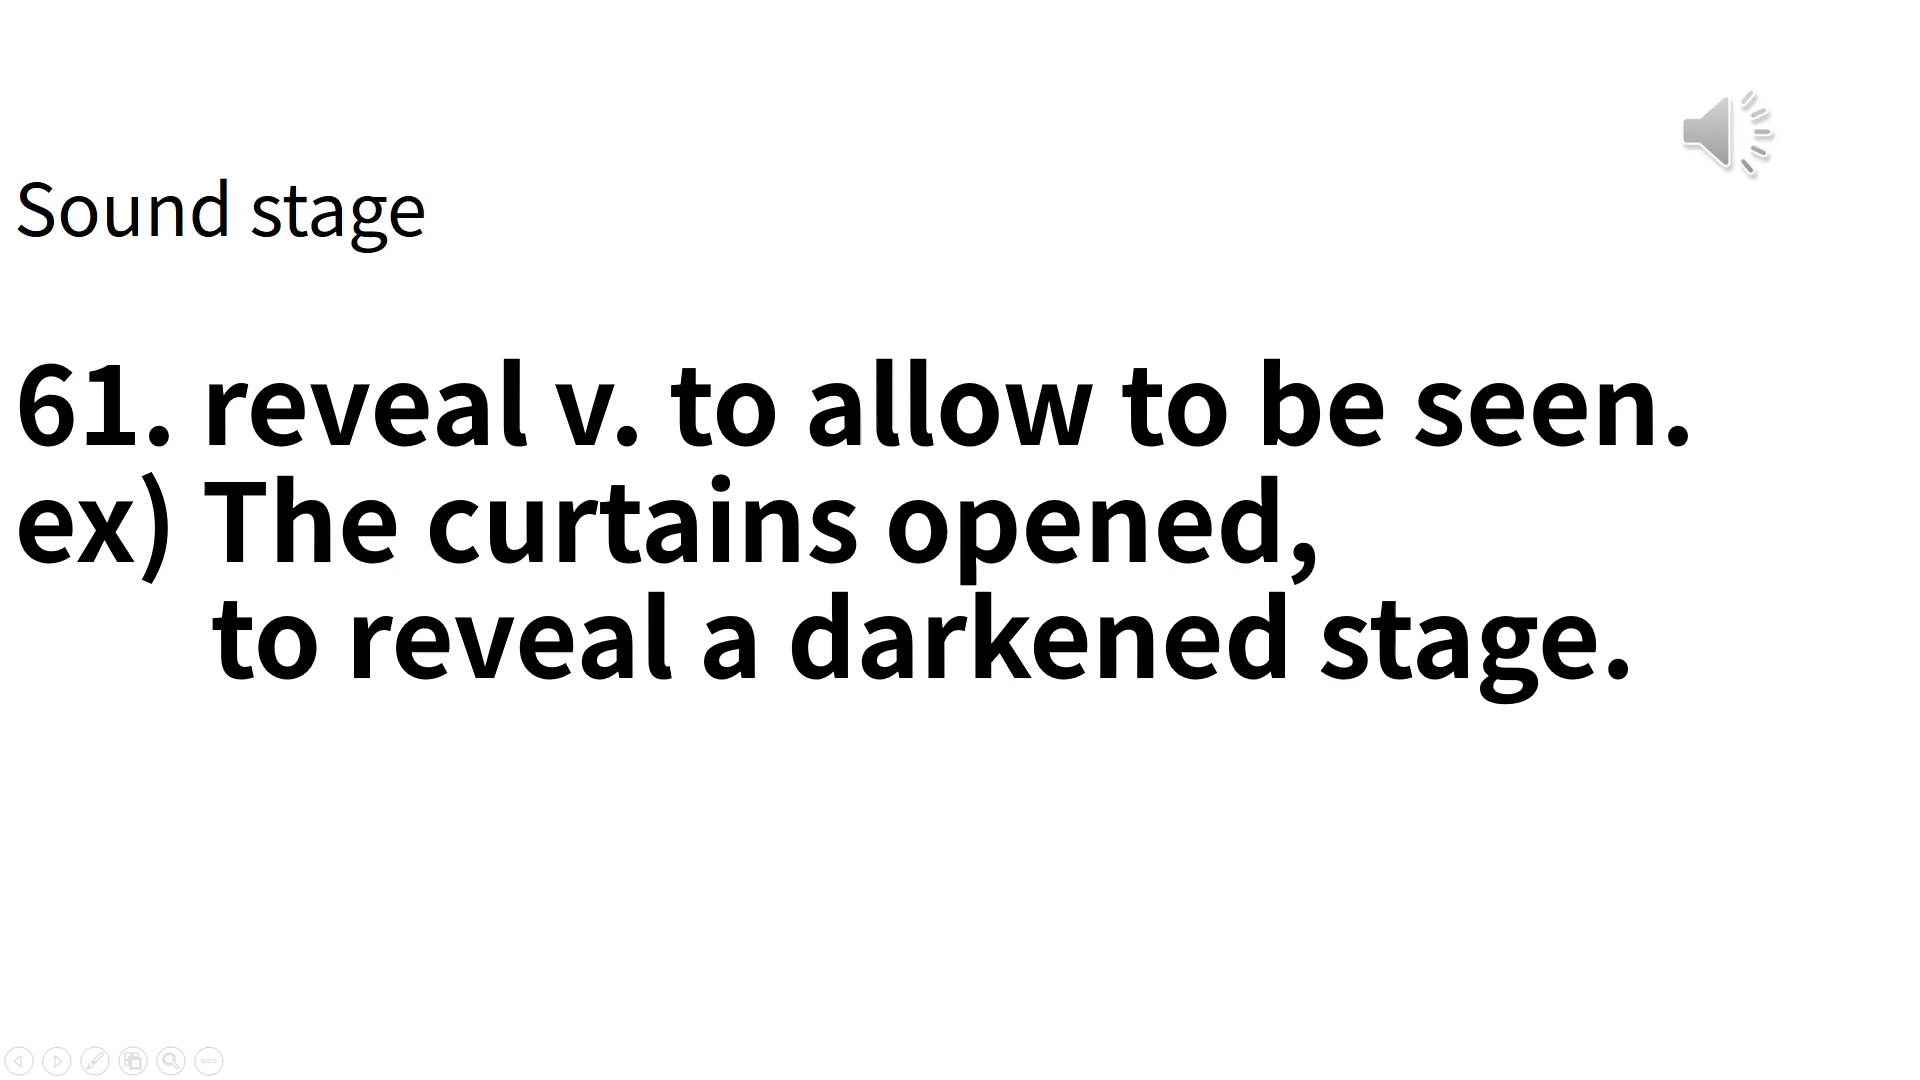 Sound stage
61. reveal v. to allow to be seen.
ex) The curtains opened,
to reveal a darkened stage.